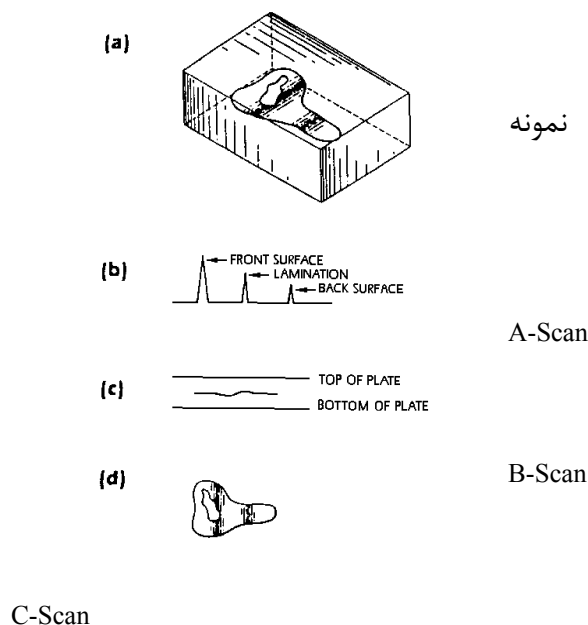 (a)
نمونه
(b)
FRONT SURFACE
LAMINATION
BACK SURFACE
A-Scan
(c)
TOP OF PLATE
BOTTOM OF PLATE
B-Scan
(d)
C-Scan